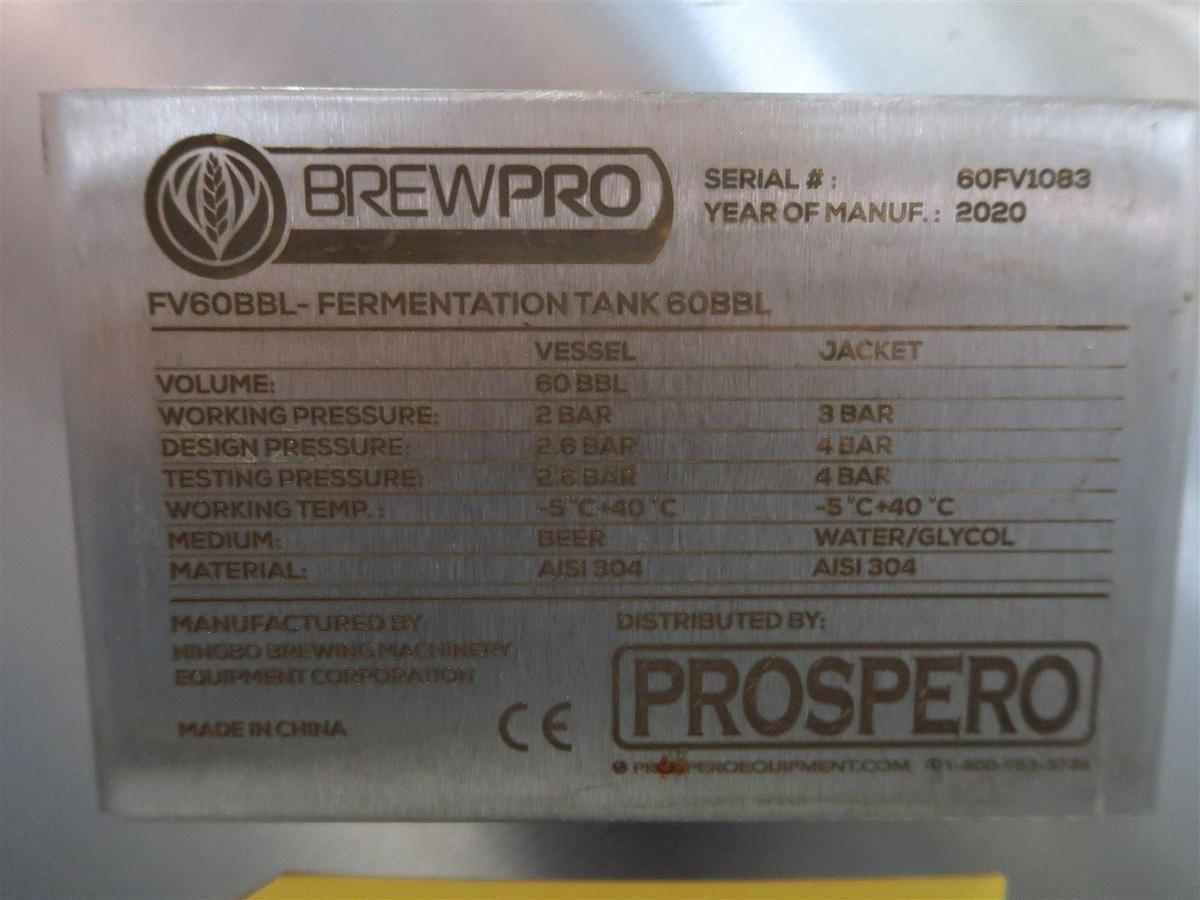 BREWPRO
SERIAL # : 60FV1083
YEAR OF MANUF. : 2020
FV60BBL- FERMENTATION TANK 60BBL
VESSEL JACKET
VOLUME: 60 BBL
WORKING PRESSURE: 2 BAR 3 BAR
DESIGN PRESSURE: 2.6 BAR 4 BAR
TESTING PRESSURE: 2.6 BAR 4 BAR
WORKING TEMP. : -5°C+40 °C -5°C+40 °C
MEDIUM: BEER WATER/GLYCOL
MATERIAL: AISI 304 AISI 304
MANUFACTURED BY:
NINGBO BREWING MACHINERY
EQUIPMENT CORPORATION
MADE IN CHINA
CE
DISTRIBUTED BY:
PROSPERO
PROSPEROEQUIPMENT.COM